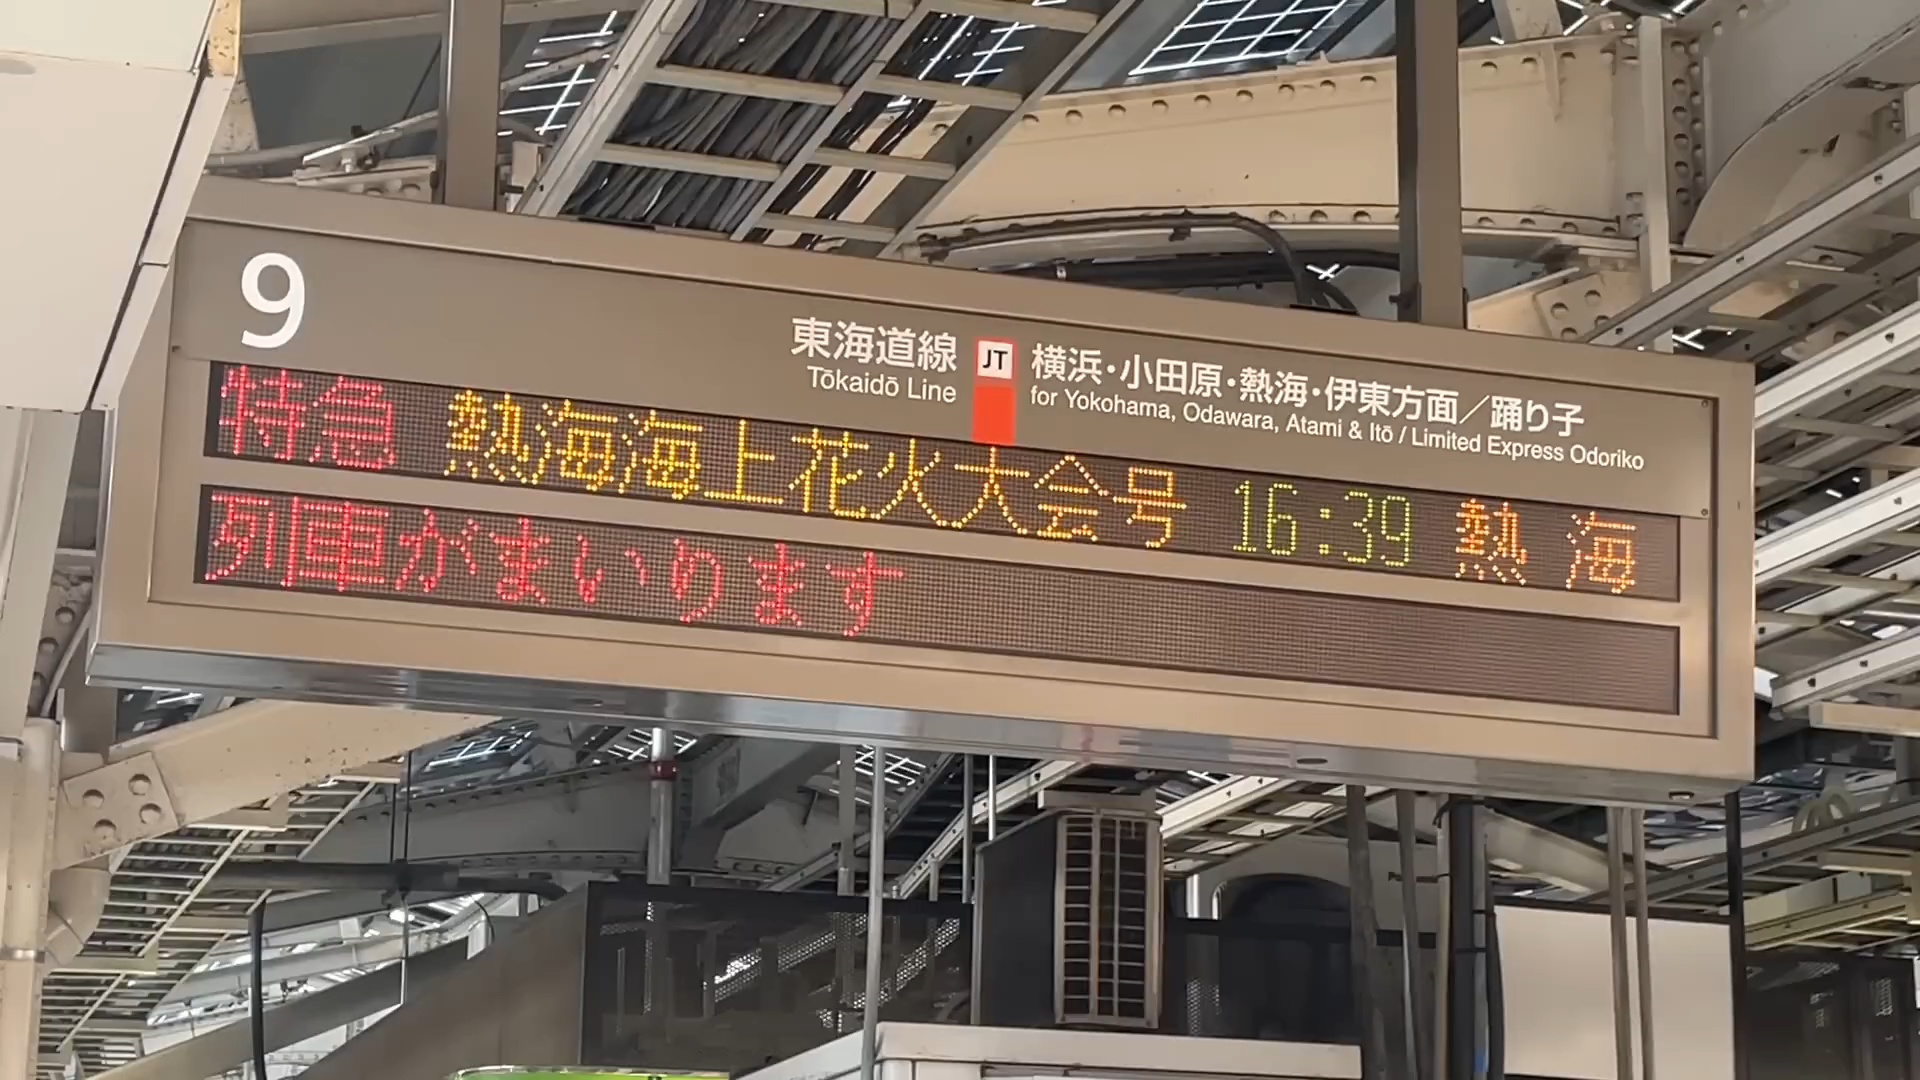 9
東海道線 JT 横浜・小田原・熱海・伊東方面／踊り子
Tōkaidō Line for Yokohama, Odawara, Atami & Itō / Limited Express Odoriko
特急 熱海海上花火大会号 16:39 熱海
列車がまいります